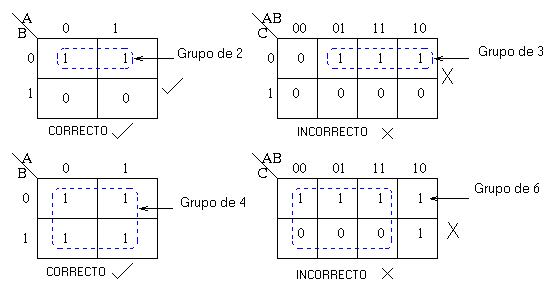 A
B
0 1
0 1 1
1 0 0
Grupo de 2
CORRECTO
AB
C
00 01 11 10
0 0 1 1 1
1 0 0 0 0
Grupo de 3
INCORRECTO
A
B
0 1
0 1 1
1 1 1
Grupo de 4
CORRECTO
AB
C
00 01 11 10
0 1 1 1 1
1 0 0 0 1
Grupo de 6
INCORRECTO